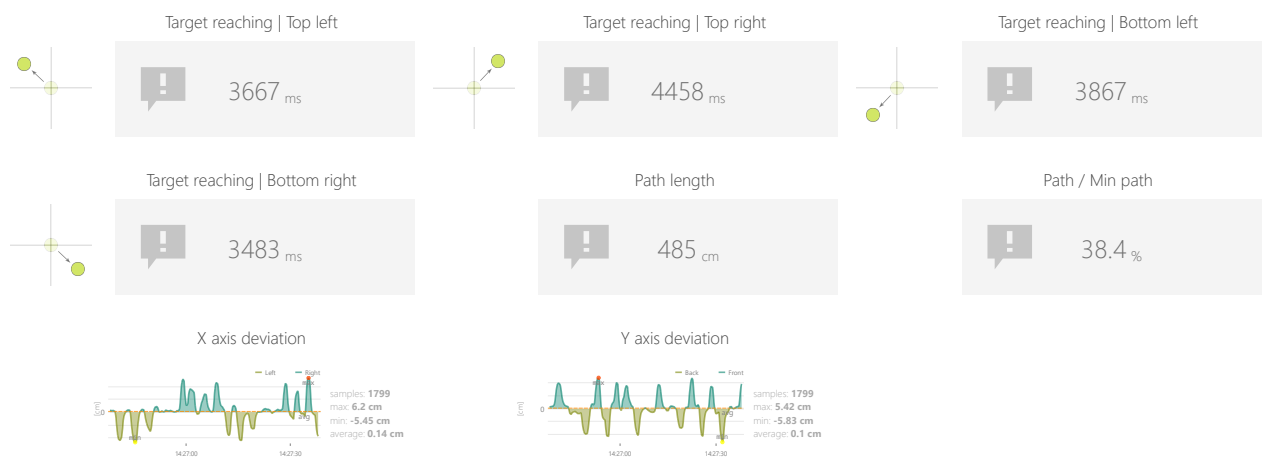 Target reaching | Top left
Target reaching | Top right
Target reaching | Bottom left
3667 ms
4458 ms
3867 ms
Target reaching | Bottom right
Path length
Path / Min path
3483 ms
485 cm
38.4 %
X axis deviation
Y axis deviation
Left Right
max
[cm]
0
avg
min
14:27:00 14:27:30
samples: 1799
max: 6.2 cm
min: -5.45 cm
average: 0.14 cm
Back Front
max
[cm]
0
avg
min
14:27:00 14:27:30
samples: 1799
max: 5.42 cm
min: -5.83 cm
average: 0.1 cm